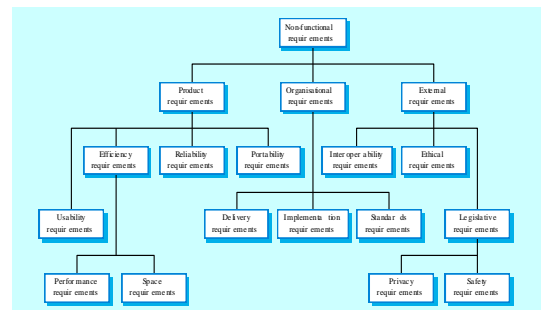 Non-functional
requir ements
Product
requir ements
Organisational
requir ements
External
requir ements
Efficiency
requir ements
Reliability
requir ements
Portability
requir ements
Interoper ability
requir ements
Ethical
requir ements
Usability
requir ements
Delivery
requir ements
Implementa tion
requir ements
Standar ds
requir ements
Legislative
requir ements
Performance
requir ements
Space
requir ements
Privacy
requir ements
Safety
requir ements